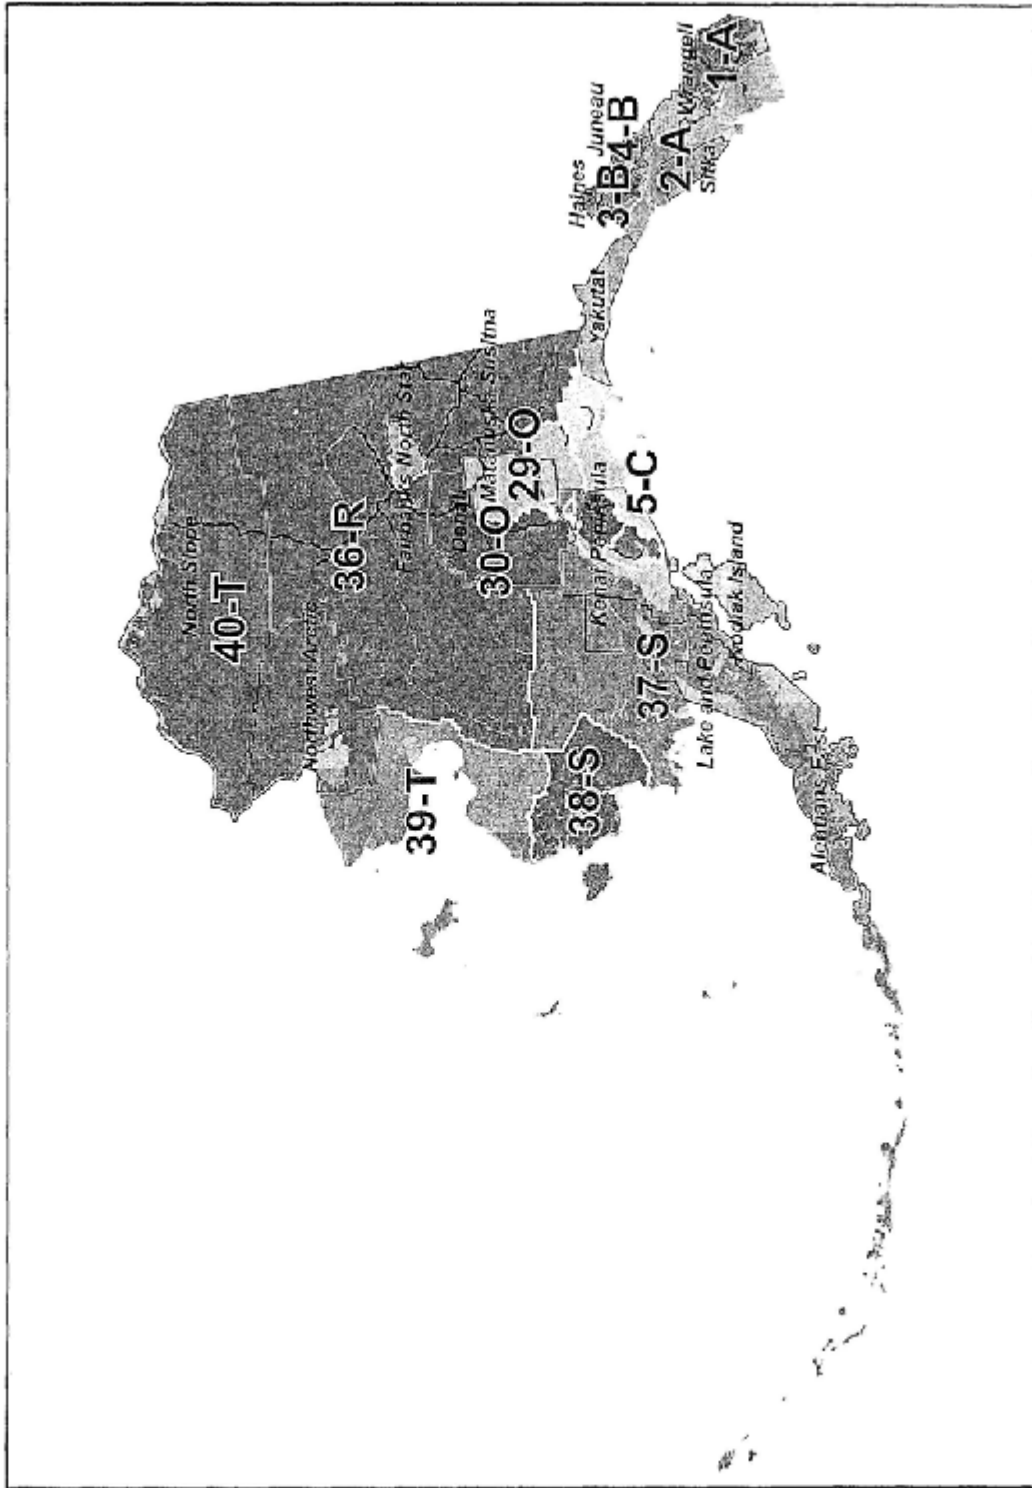 North Slope
40-T
Northwest Arctic
36-R
39-T
Fairbanks North Star
Denali
Matanuska-Susitna
30-O
29-O
38-S
Kenai Peninsula
5-C
37-S
Lake and Peninsula
Kodiak Island
Aleutians East
Yakutat
Haines
Juneau
3-B
4-B
2-A
Sitka
Wrangell
1-A